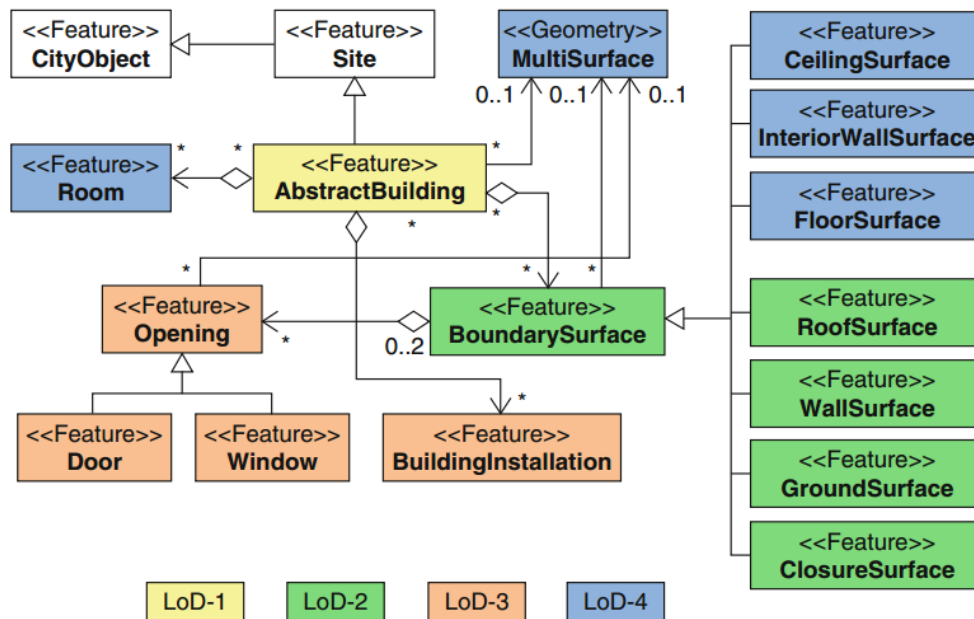 <<Feature>>
CityObject
<<Feature>>
Site
<<Geometry>>
MultiSurface
<<Feature>>
CeilingSurface
0..1
0..1
0..1
<<Feature>>
InteriorWallSurface
<<Feature>>
Room
*
*
<<Feature>>
AbstractBuilding
*
*
*
<<Feature>>
FloorSurface
*
*
*
<<Feature>>
Opening
*
<<Feature>>
BoundarySurface
0..2
<<Feature>>
RoofSurface
<<Feature>>
WallSurface
<<Feature>>
Door
<<Feature>>
Window
*
<<Feature>>
BuildingInstallation
<<Feature>>
GroundSurface
<<Feature>>
ClosureSurface
LoD-1
LoD-2
LoD-3
LoD-4